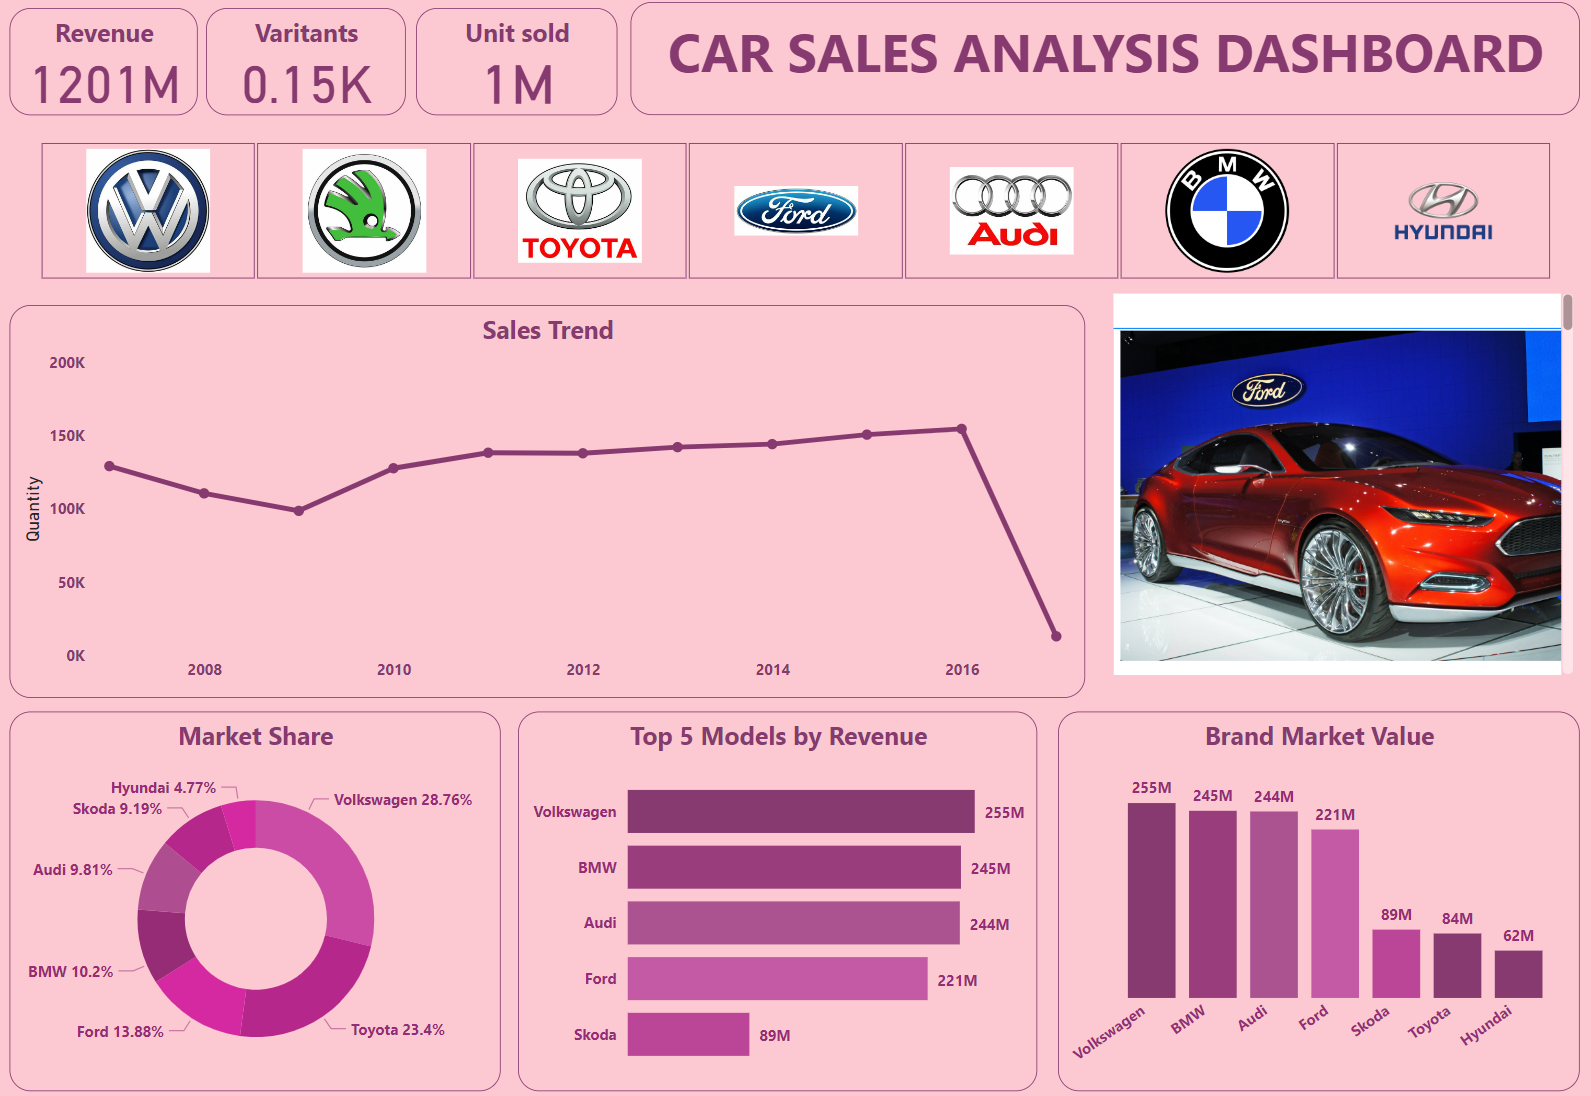 Revenue
1201M
Varitants
0.15K
Unit sold
1M
CAR SALES ANALYSIS DASHBOARD
TOYOTA
Ford
Audi
BMW
HYUNDAI
Sales Trend
200K
150K
100K
50K
0K
Quantity
2008
2010
2012
2014
2016
Ford
Market Share
Hyundai 4.77%
Skoda 9.19%
Audi 9.81%
BMW 10.2%
Ford 13.88%
Volkswagen 28.76%
Toyota 23.4%
Top 5 Models by Revenue
Volkswagen 255M
BMW 245M
Audi 244M
Ford 221M
Skoda 89M
Brand Market Value
255M
245M
244M
221M
89M
84M
62M
Volkswagen
BMW
Audi
Ford
Skoda
Toyota
Hyundai